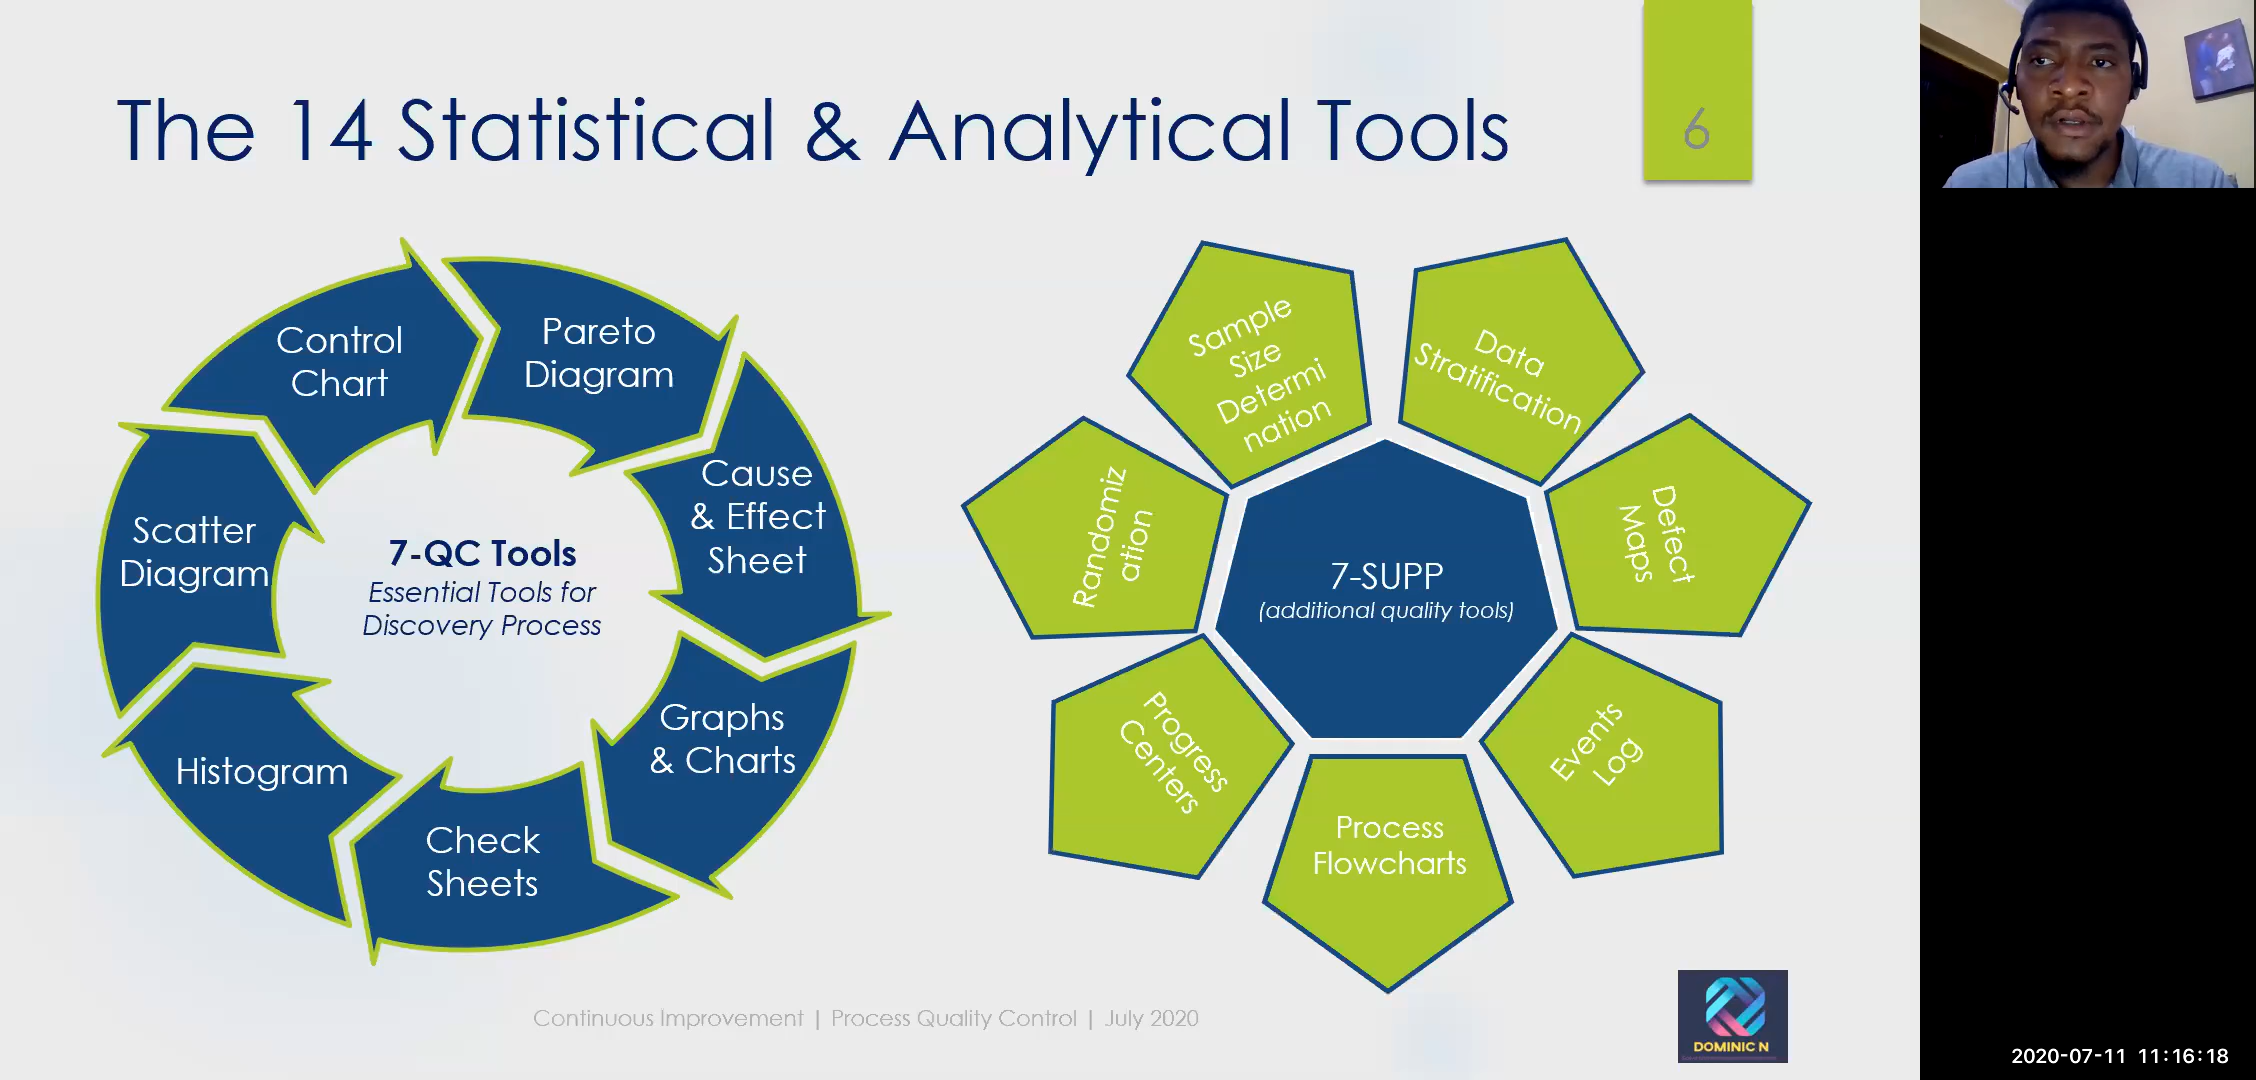 The 14 Statistical & Analytical Tools
6
Control
Chart
Pareto
Diagram
Cause
& Effect
Sheet
Graphs
& Charts
Check
Sheets
Histogram
Scatter
Diagram
7-QC Tools
Essential Tools for
Discovery Process
Sample
Size
Determi
nation
Data
Stratification
Defect
Maps
Events
Log
Process
Flowcharts
Progress
Centers
Randomiz
ation
7-SUPP
(additional quality tools)
Continuous Improvement | Process Quality Control | July 2020
DOMINIC N
2020-07-11 11:16:18